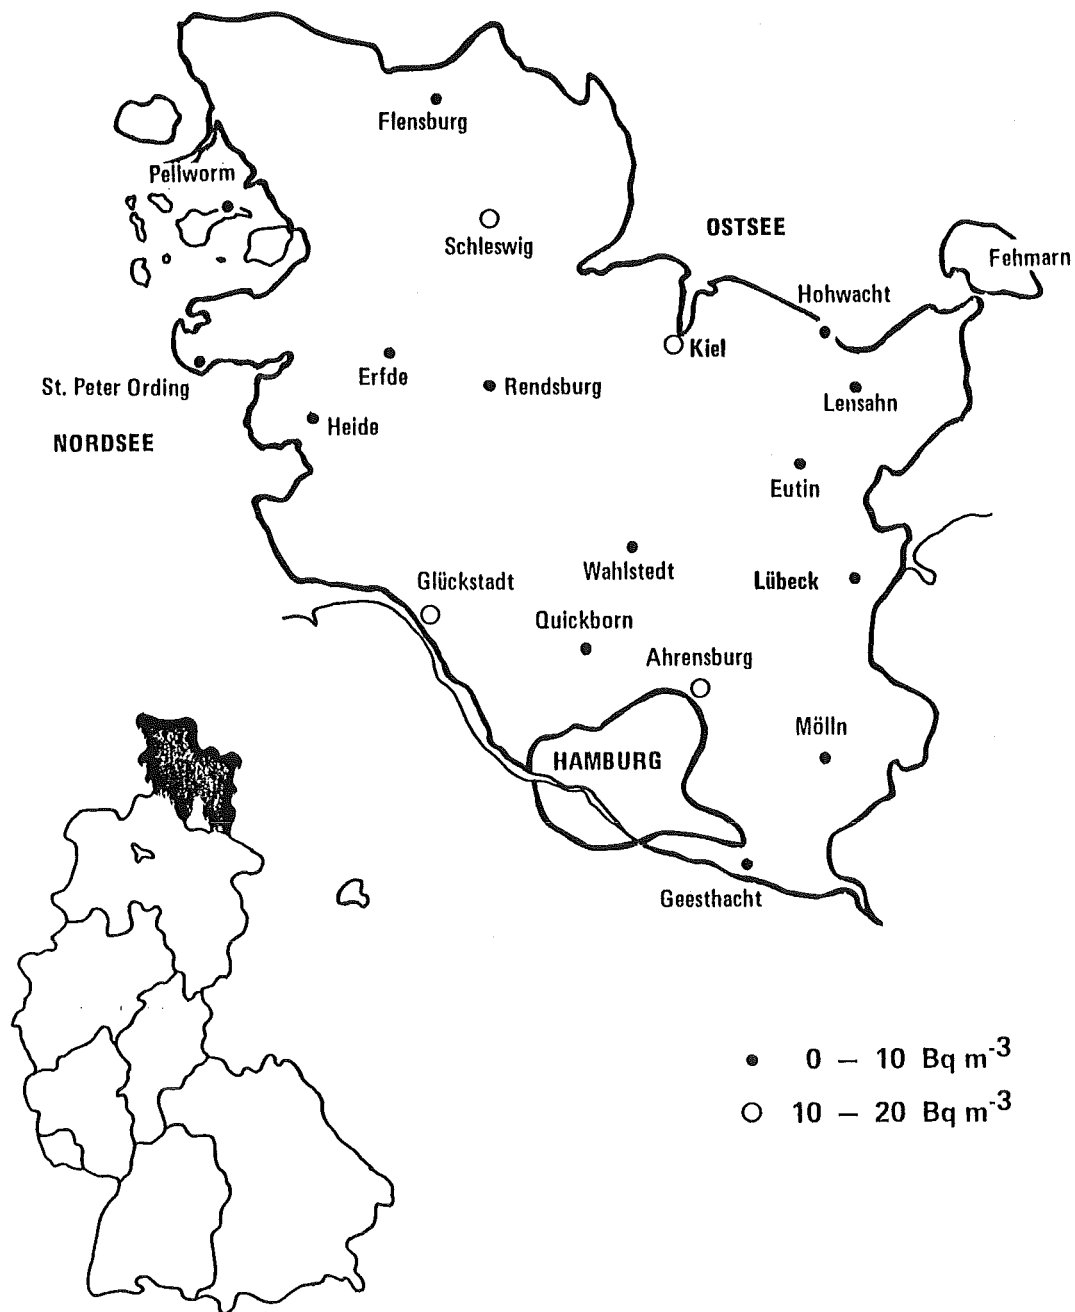 Flensburg
Pellworm
Schleswig
OSTSEE
Fehmarn
Hohwacht
Kiel
St. Peter Ording
Erfde
Rendsburg
Lensahn
Heide
NORDSEE
Eutin
Wahlstedt
Lübeck
Glückstadt
Quickborn
Ahrensburg
Mölln
HAMBURG
Geesthacht
0 – 10 Bq m⁻³
10 – 20 Bq m⁻³